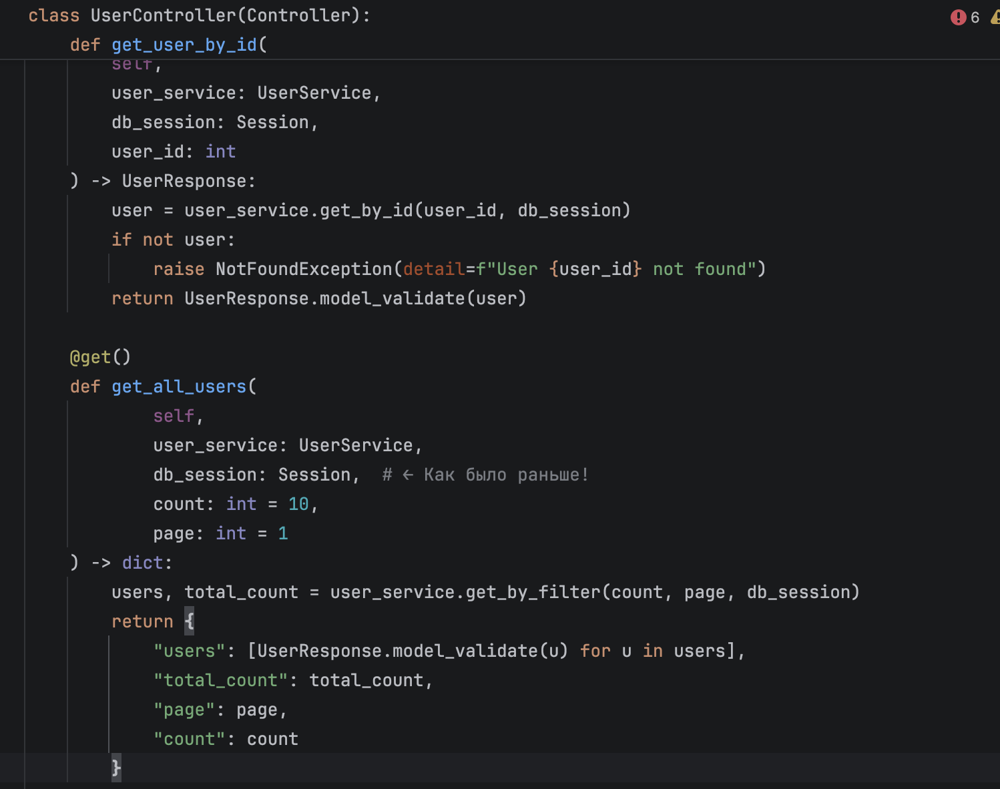 class UserController(Controller):
6
def get_user_by_id(
self,
user_service: UserService,
db_session: Session,
user_id: int
) -> UserResponse:
user = user_service.get_by_id(user_id, db_session)
if not user:
raise NotFoundException(detail=f"User {user_id} not found")
return UserResponse.model_validate(user)
@get()
def get_all_users(
self,
user_service: UserService,
db_session: Session,  # ← Как было раньше!
count: int = 10,
page: int = 1
) -> dict:
users, total_count = user_service.get_by_filter(count, page, db_session)
return {
"users": [UserResponse.model_validate(u) for u in users],
"total_count": total_count,
"page": page,
"count": count
}